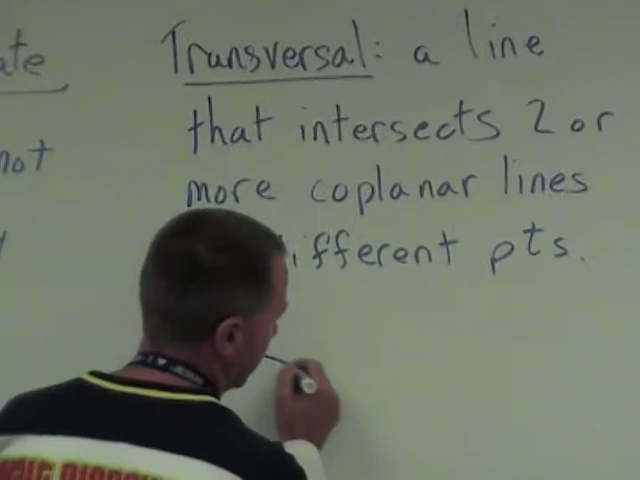 Transversal: a line
that intersects 2 or
more coplanar lines
ifferent pts.
ate
not